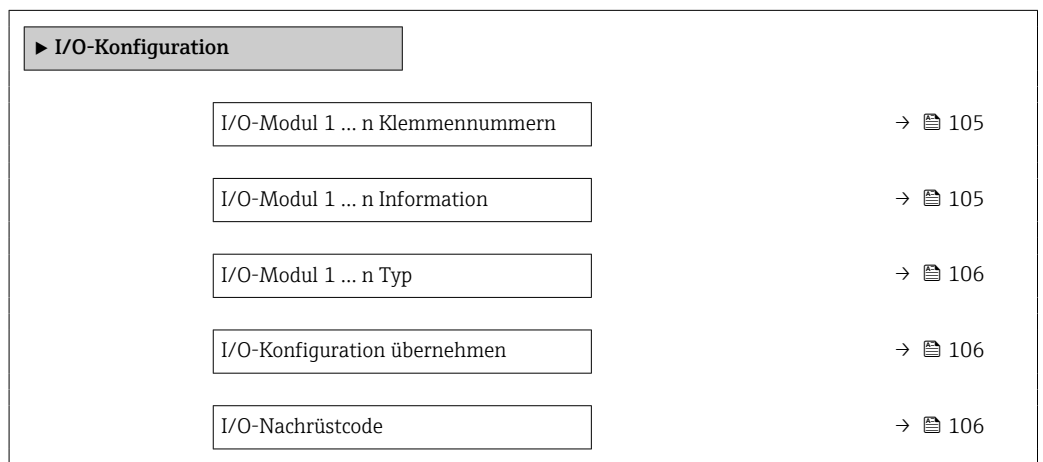 ► I/O-Konfiguration
I/O-Modul 1 … n Klemmennummern → 105
I/O-Modul 1 … n Information → 105
I/O-Modul 1 … n Typ → 106
I/O-Konfiguration übernehmen → 106
I/O-Nachrüstcode → 106